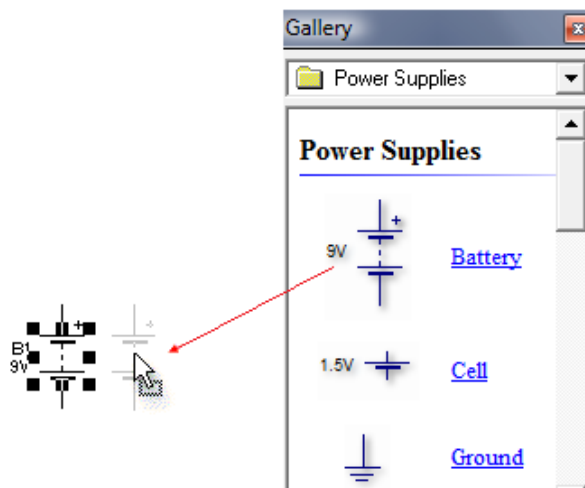 Gallery
Power Supplies
Power Supplies
9V
Battery
B1
9V
1.5V
Cell
Ground